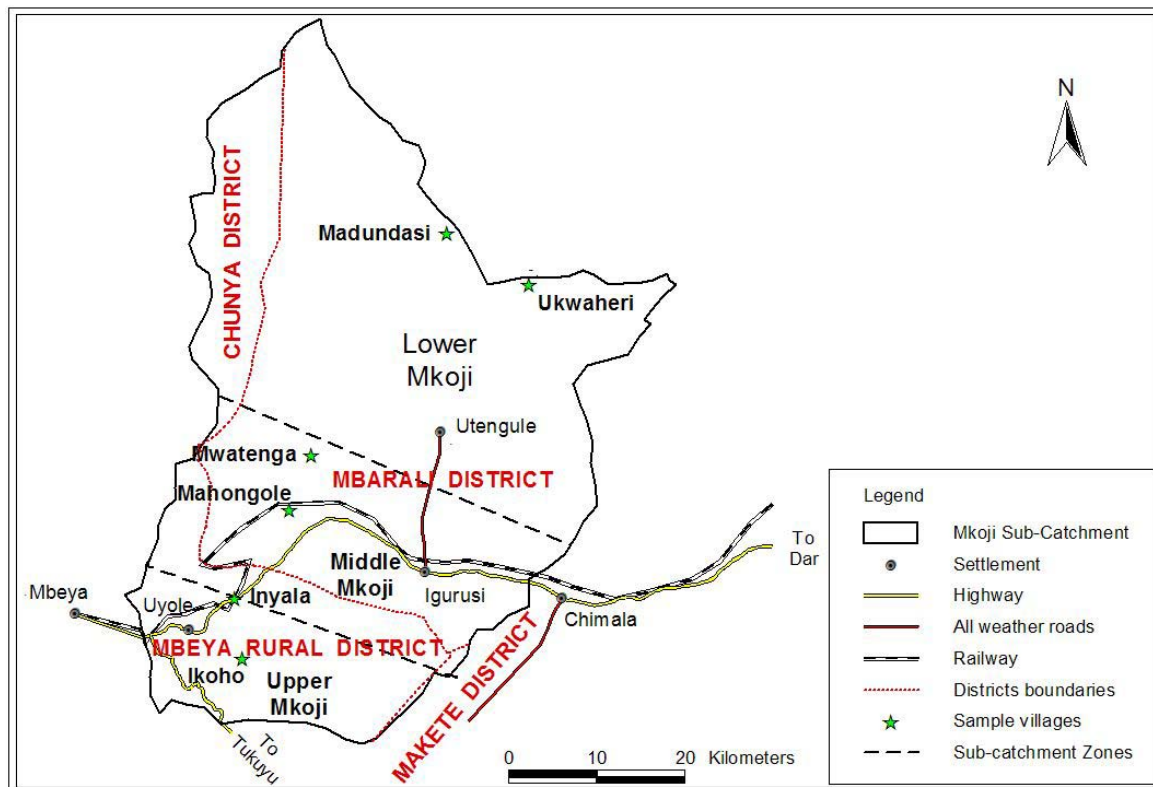 N
CHUNYA DISTRICT
Madundasi
Ukwaheri
Lower
Mkoji
Utengule
Mwatenga
MBARALI DISTRICT
Mahongole
Middle
Mkoji
Igurusi
To
Dar
Mbeya
Uyole
Inyala
Chimala
MBEYA RURAL DISTRICT
Ikoho
Upper
Mkoji
MAKETE DISTRICT
To
Tukuyu
0 10 20 Kilometers
Legend
Mkoji Sub-Catchment
Settlement
Highway
All weather roads
Railway
Districts boundaries
Sample villages
Sub-catchment Zones